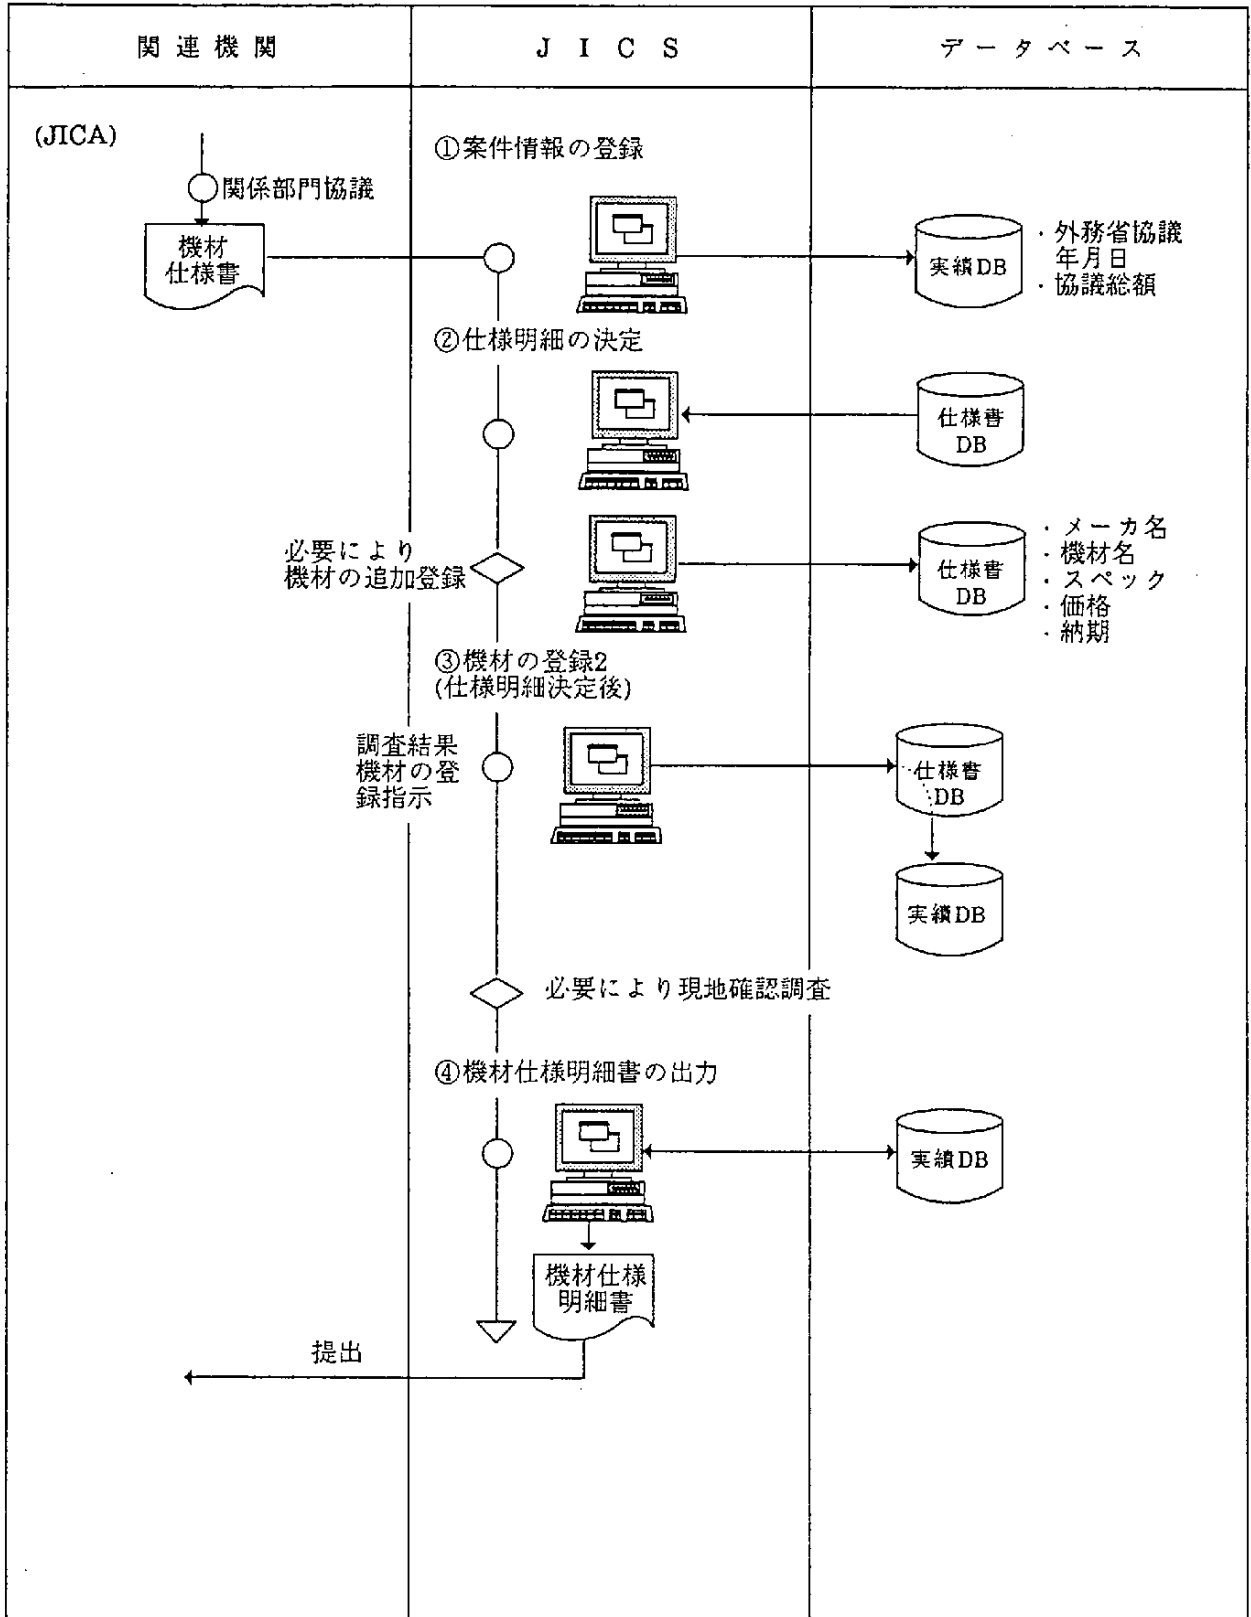 関連機関
JICS
データベース
(JICA)
①案件情報の登録
関係部門協議
機材
仕様書
実績DB
・外務省協議
年月日
・協議総額
②仕様明細の決定
仕様書
DB
必要により
機材の追加登録
仕様書
DB
・メーカ名
・機材名
・スペック
・価格
・納期
③機材の登録2
(仕様明細決定後)
調査結果
機材の登
録指示
仕様書
DB
実績DB
必要により現地確認調査
④機材仕様明細書の出力
実績DB
機材仕様
明細書
提出